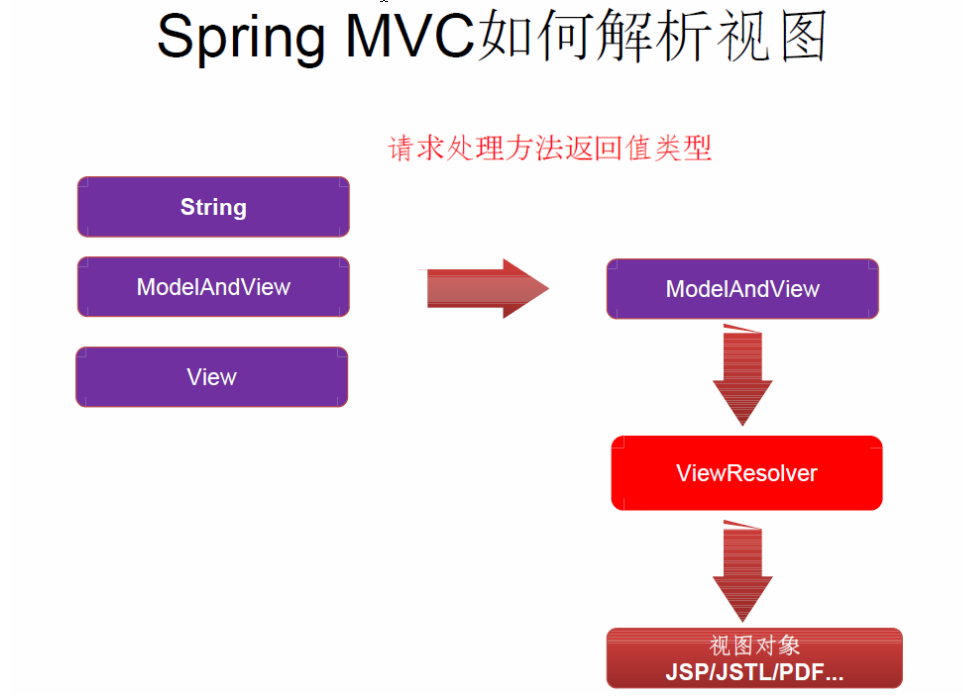 Spring MVC如何解析视图
请求处理方法返回值类型
String
ModelAndView
View
ModelAndView
ViewResolver
视图对象
JSP/JSTL/PDF...